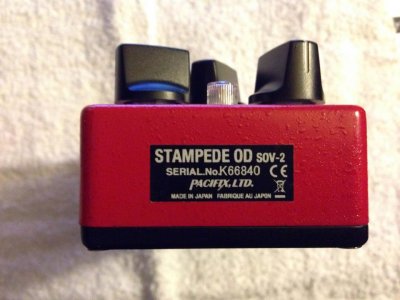 STAMPEDE OD SOV-2
SERIAL.No.K66840 CE
PACIFIX,LTD.
MADE IN JAPAN FABRIQUE AU JAPON